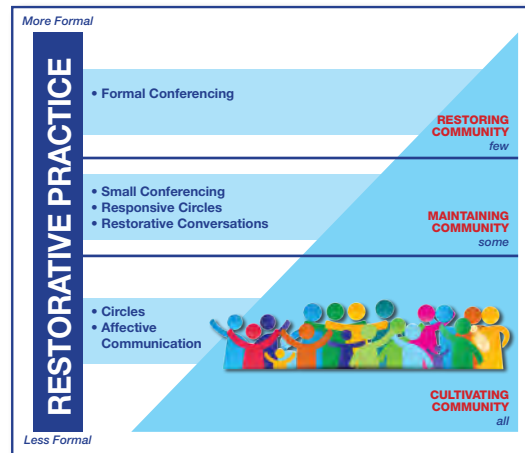 More Formal
RESTORATIVE PRACTICE
• Formal Conferencing
RESTORING
COMMUNITY
few
• Small Conferencing
• Responsive Circles
• Restorative Conversations
MAINTAINING
COMMUNITY
some
• Circles
• Affective
Communication
CULTIVATING
COMMUNITY
all
Less Formal